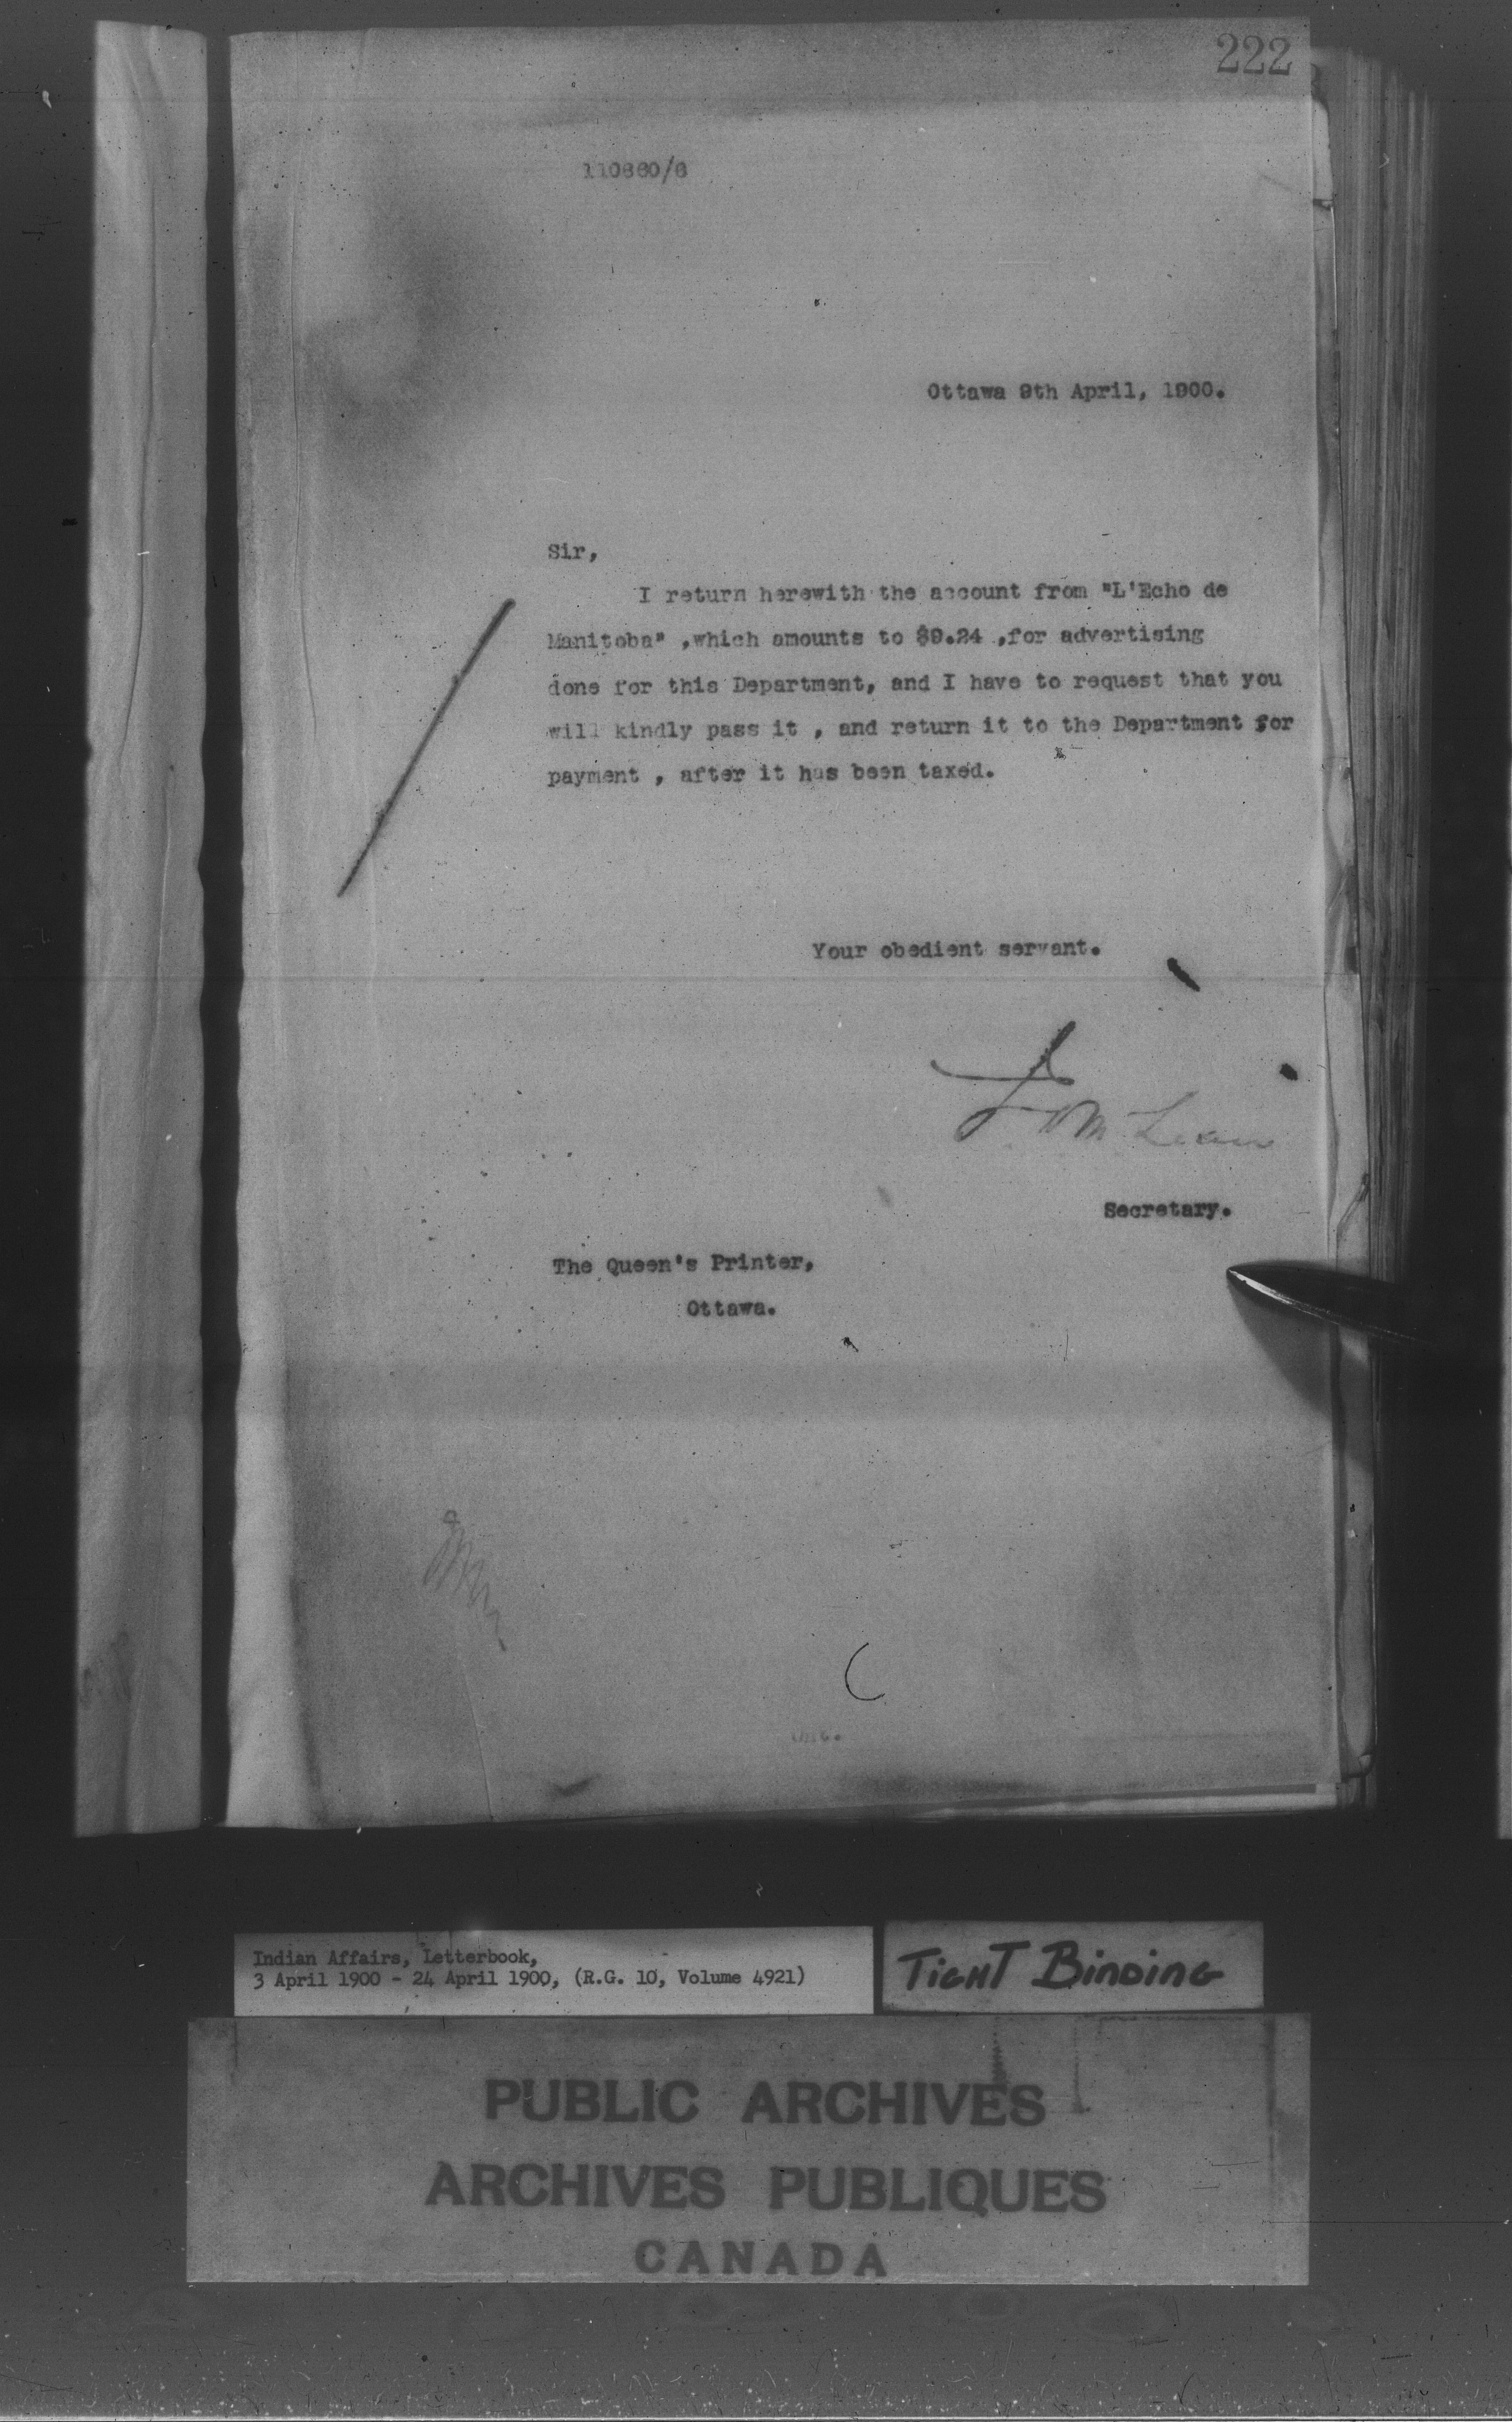 222
110860/6
Ottawa 9th April, 1900.
Sir,
I return herewith the account from "L'Echo de
Manitoba" ,which amounts to $9.24 ,for advertising
done for this Department, and I have to request that you
will kindly pass it , and return it to the Department for
payment , after it has been taxed.
Your obedient servant.
Secretary.
The Queen's Printer,
Ottawa.
Indian Affairs, Letterbook,
3 April 1900 - 24 April 1900, (R.G. 10, Volume 4921)
TIGHT BINDING
PUBLIC ARCHIVES
ARCHIVES PUBLIQUES
CANADA